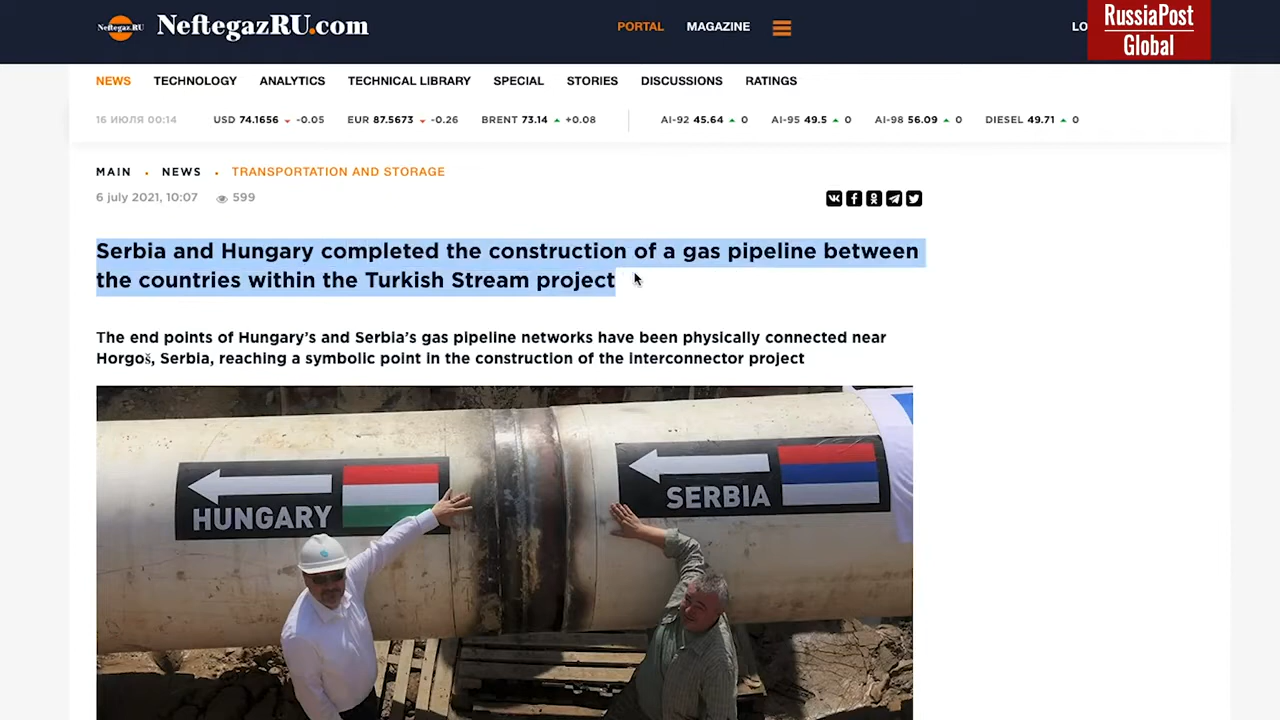 Neftegaz.RU
NeftegazRU.com
PORTAL
MAGAZINE
LO
RussiaPost
Global
NEWS
TECHNOLOGY
ANALYTICS
TECHNICAL LIBRARY
SPECIAL
STORIES
DISCUSSIONS
RATINGS
16 ИЮЛЯ 00:14
USD 74.1656 -0.05
EUR 87.5673 -0.26
BRENT 73.14 +0.08
AI-92 45.64 0
AI-95 49.5 0
AI-98 56.09 0
DIESEL 49.71 0
MAIN
NEWS
TRANSPORTATION AND STORAGE
6 july 2021, 10:07
599
Serbia and Hungary completed the construction of a gas pipeline between
the countries within the Turkish Stream project
The end points of Hungary's and Serbia's gas pipeline networks have been physically connected near
Horgoš, Serbia, reaching a symbolic point in the construction of the interconnector project
HUNGARY
SERBIA